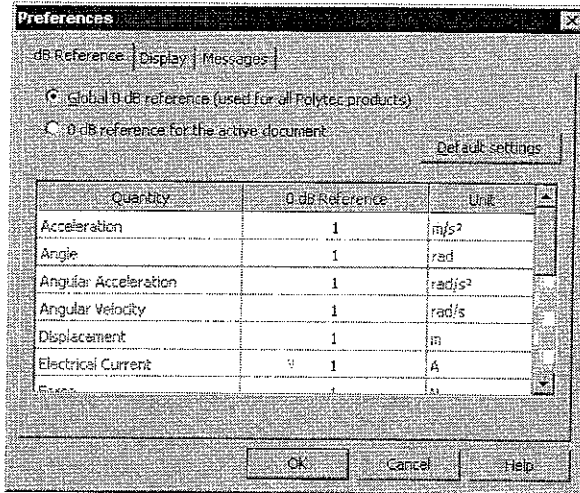 Preferences
dB Reference Display Messages
Global 0 dB reference (used for all Polytec products)
0 dB reference for the active document
Default settings
Quantity 0 dB Reference Unit
Acceleration 1 m/s²
Angle 1 rad
Angular Acceleration 1 rad/s²
Angular Velocity 1 rad/s
Displacement 1 m
Electrical Current 1 A
Force 1 N
OK Cancel Help